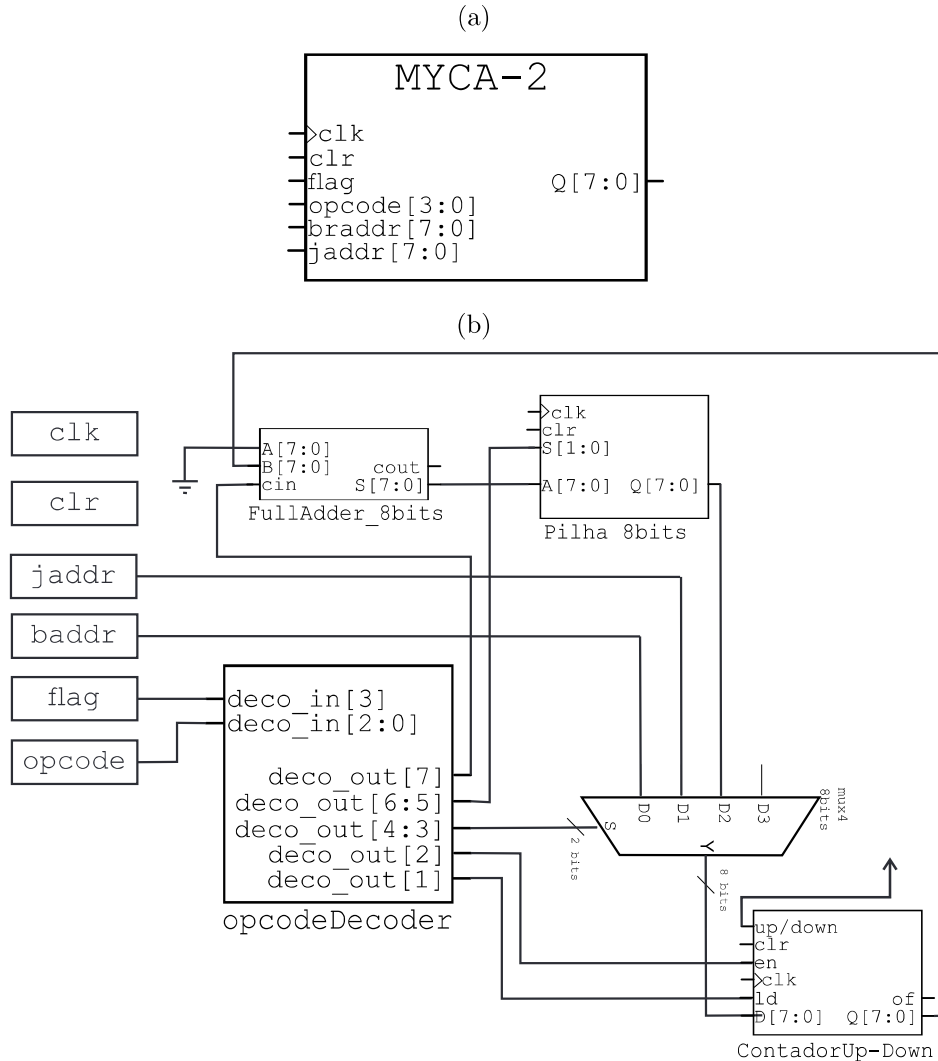 (a)
MYCA-2
clk
clr
flag
Q[7:0]
opcode[3:0]
braddr[7:0]
jaddr[7:0]
(b)
clk
clr
jaddr
baddr
flag
opcode
A[7:0]
B[7:0]
cin
cout
S[7:0]
FullAdder_8bits
clk
clr
S[1:0]
A[7:0]
Q[7:0]
Pilha 8bits
deco_in[3]
deco_in[2:0]
deco_out[7]
deco_out[6:5]
deco_out[4:3]
deco_out[2]
deco_out[1]
opcodeDecoder
2 bits
S
D0
D1
D2
D3
Y
mux4
8bits
8 bits
up/down
clr
en
clk
ld
of
D[7:0]
Q[7:0]
ContadorUp-Down